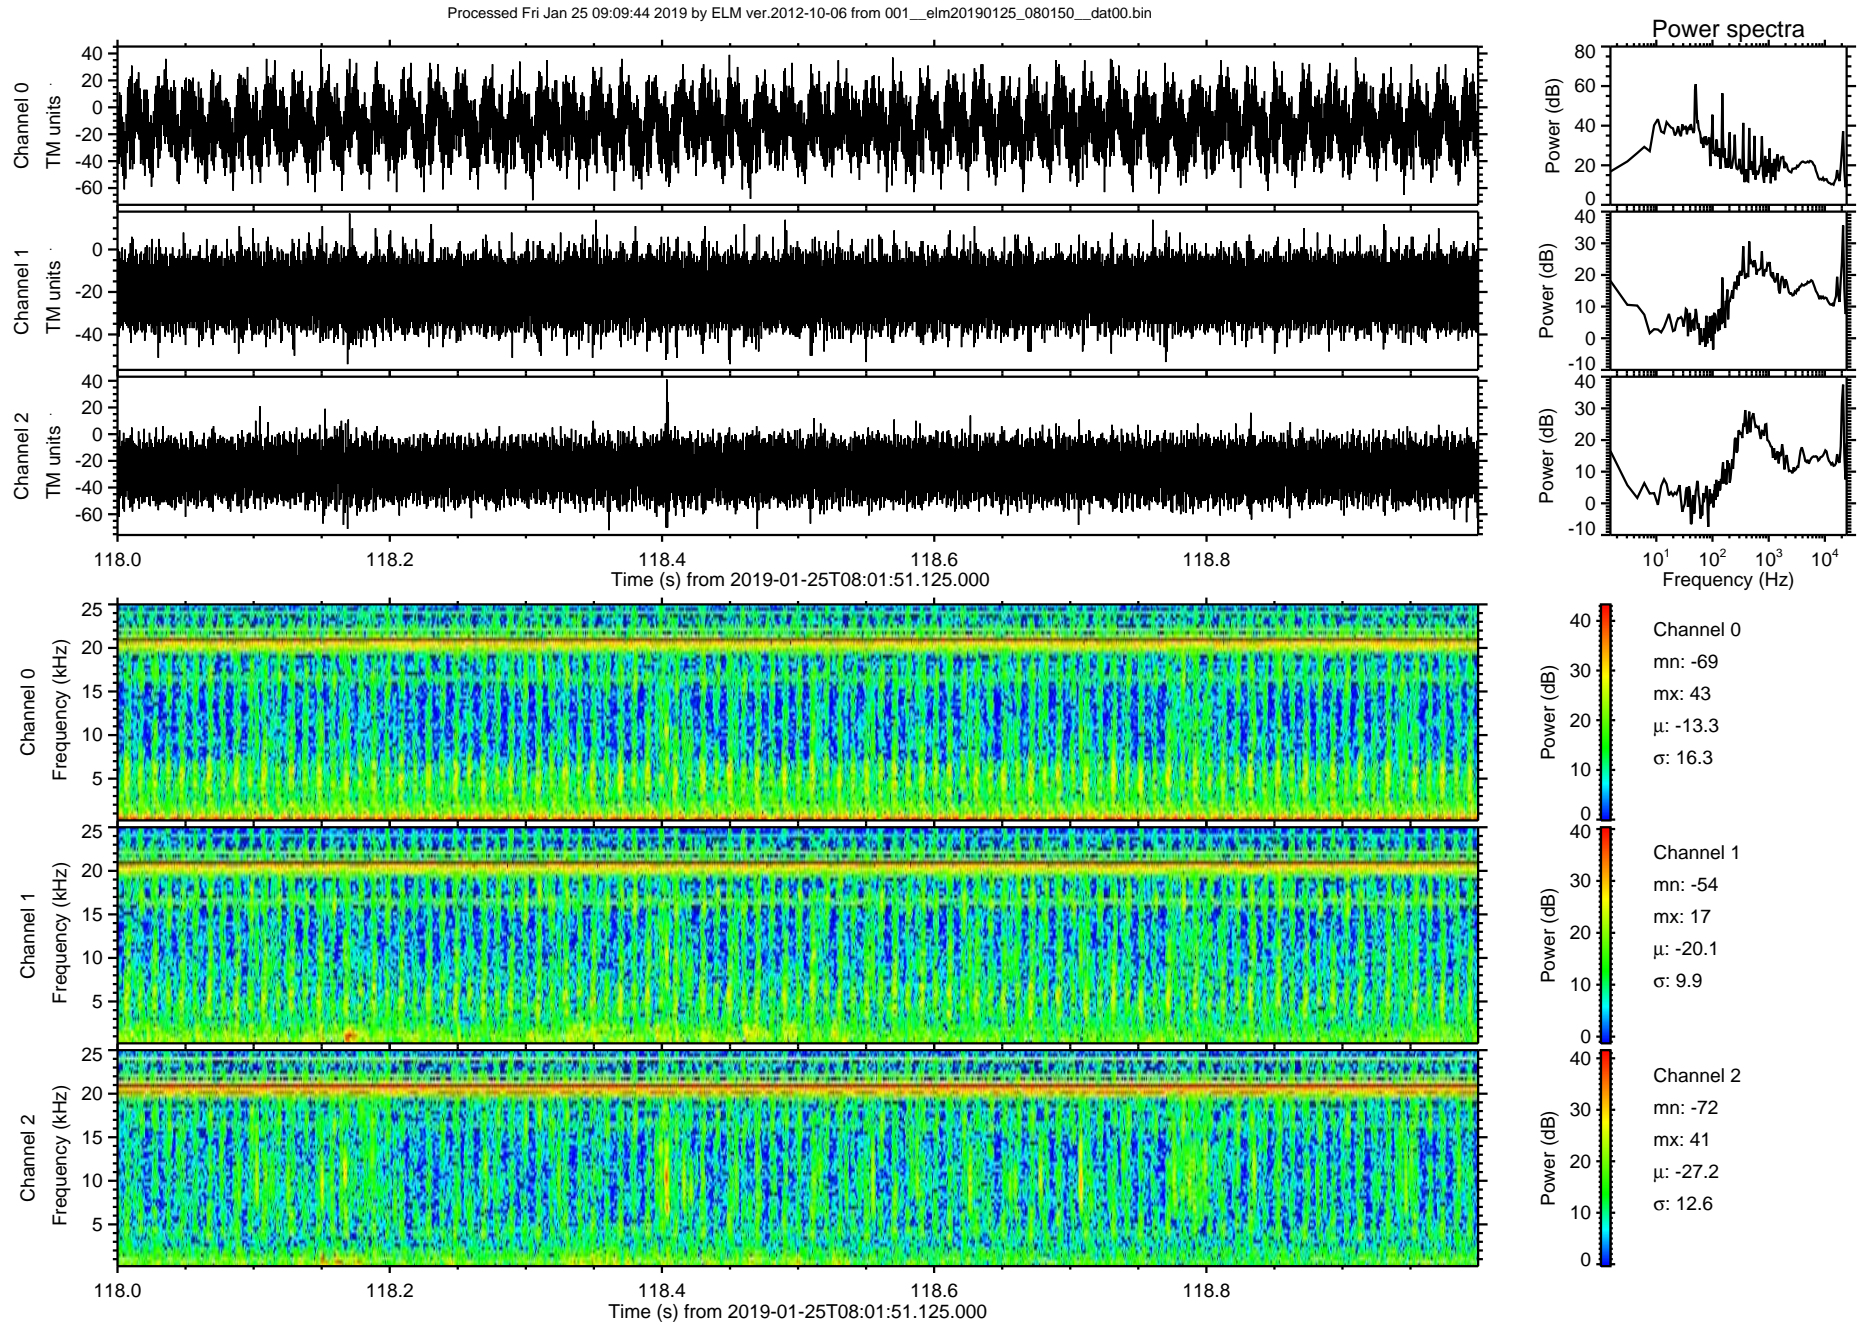 Processed Fri Jan 25 09:09:44 2019 by ELM ver.2012-10-06 from 001__elm20190125_080150__dat00.bin
Power spectra
Channel 0
TM units
40
20
0
-20
-40
-60
Power (dB)
80
60
40
20
0
Channel 1
TM units
0
-20
-40
Power (dB)
40
30
20
10
0
-10
Channel 2
TM units
40
20
0
-20
-40
-60
Power (dB)
40
30
20
10
0
-10
118.0 118.2 118.4 118.6 118.8
Time (s) from 2019-01-25T08:01:51.125.000
10^1 10^2 10^3 10^4
Frequency (Hz)
Channel 0
Frequency (kHz)
25
20
15
10
5
Power (dB)
40
30
20
10
0
Channel 0
mn: -69
mx: 43
μ: -13.3
σ: 16.3
Channel 1
Frequency (kHz)
25
20
15
10
5
Power (dB)
40
30
20
10
0
Channel 1
mn: -54
mx: 17
μ: -20.1
σ: 9.9
Channel 2
Frequency (kHz)
25
20
15
10
5
Power (dB)
40
30
20
10
0
Channel 2
mn: -72
mx: 41
μ: -27.2
σ: 12.6
118.0 118.2 118.4 118.6 118.8
Time (s) from 2019-01-25T08:01:51.125.000